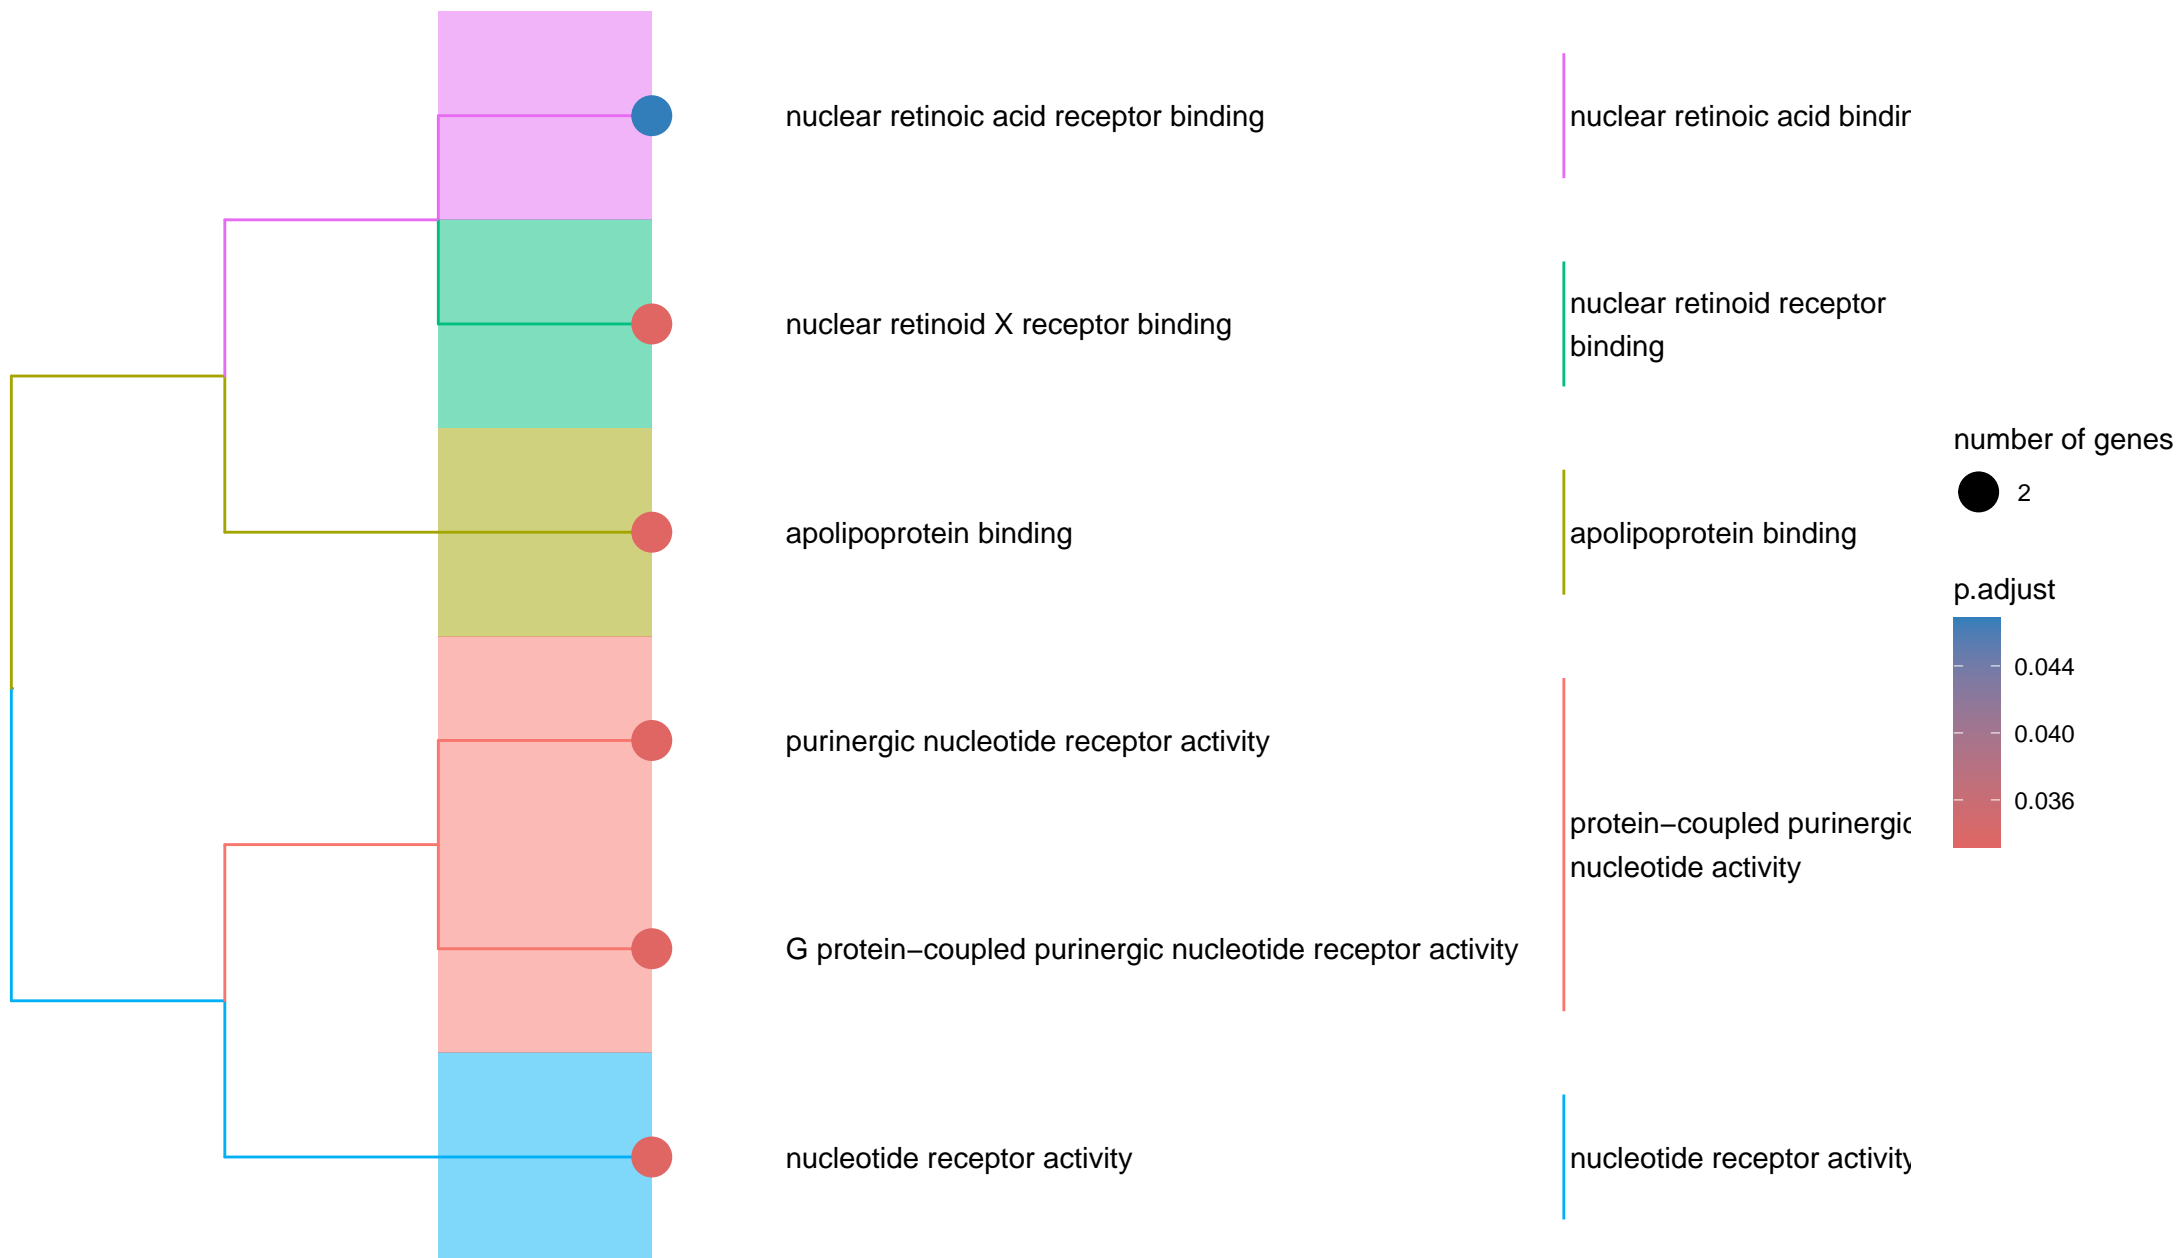 nuclear retinoic acid receptor binding
nuclear retinoid X receptor binding
apolipoprotein binding
purinergic nucleotide receptor activity
G protein−coupled purinergic nucleotide receptor activity
nucleotide receptor activity
nuclear retinoic acid bindin
nuclear retinoid receptor
binding
apolipoprotein binding
protein−coupled purinergic
nucleotide activity
nucleotide receptor activity
number of genes
2
p.adjust
0.044
0.040
0.036